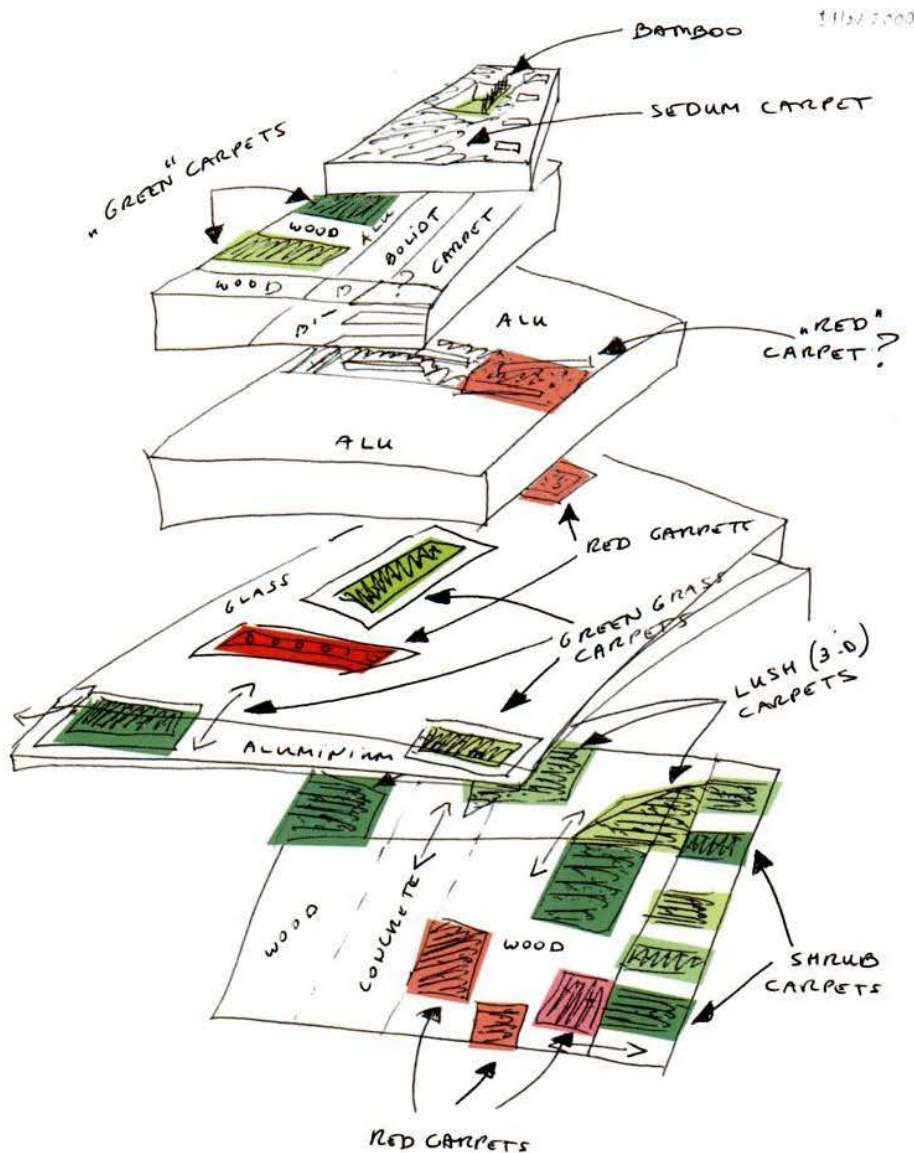 BAMBOO
SEDUM CARPET
"GREEN" CARPETS
WOOD
ALU
BOLIDT
CARPET
?
WOOD
ALU
„RED"
CARPET?
ALU
RED CARPETS
GLASS
GREEN GRASS
CARPETS
LUSH (3-D)
CARPETS
ALUMINIUM
WOOD
CONCRETE
WOOD
SHRUB
CARPETS
RED CARPETS